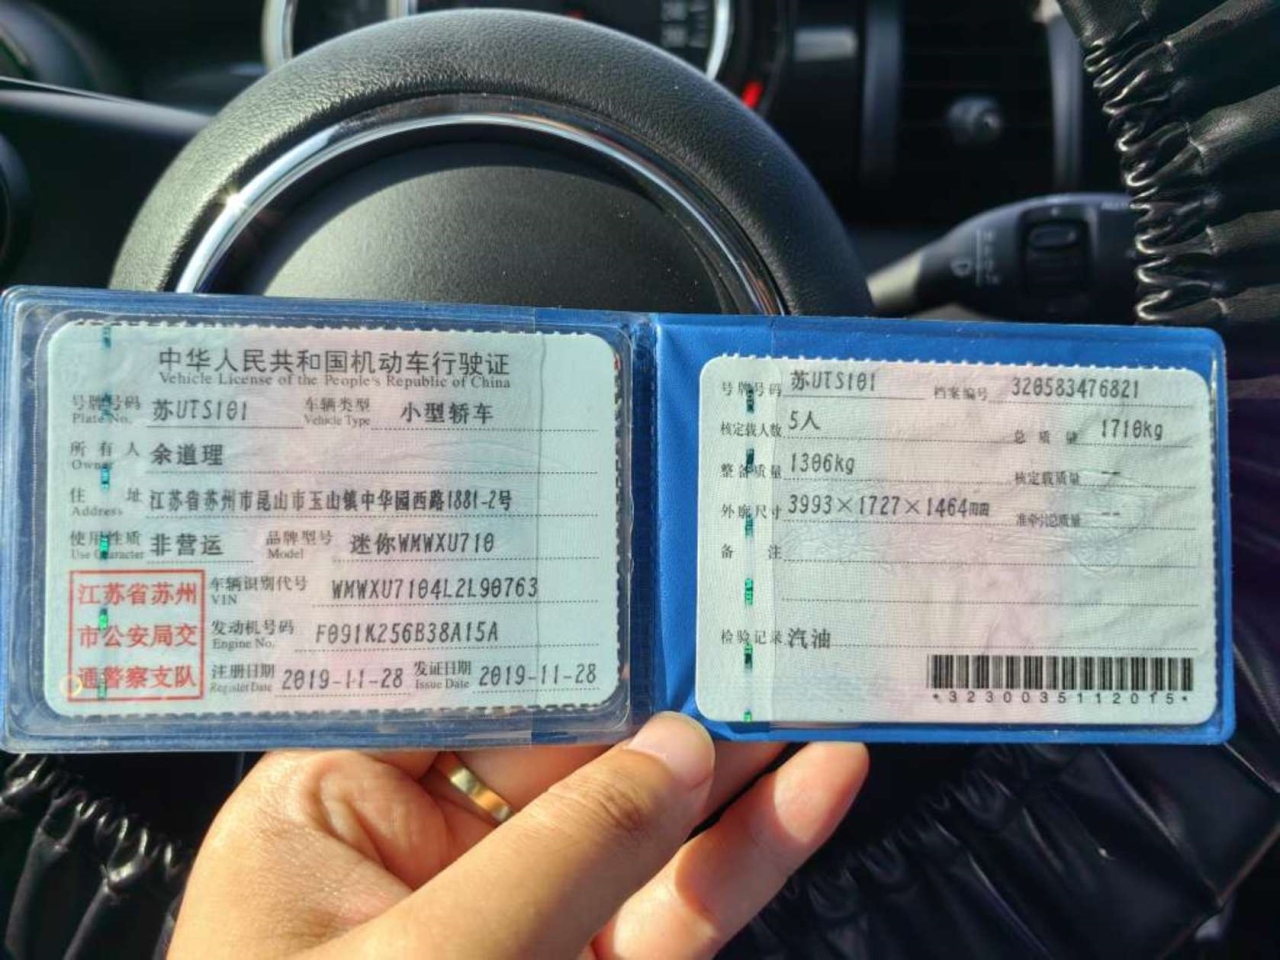 中华人民共和国机动车行驶证
Vehicle License of the People's Republic of China
号牌号码 苏UTS101 车辆类型 小型轿车
Plate No. Vehicle Type
所有人 余道理
Owner
住址 江苏省苏州市昆山市玉山镇中华园西路1881-2号
Address
使用性质 非营运 品牌型号 迷你WMWXU710
Use Character Model
江苏省苏州
市公安局交
通警察支队
车辆识别代号 WMWXU7104L2L90763
VIN
发动机号码 F091K256B38A15A
Engine No.
注册日期 2019-11-28 发证日期 2019-11-28
Register Date Issue Date
号牌号码 苏UTS101 档案编号 320583476821
核定载人数 5人 总质量 1710kg
整备质量 1306kg 核定载质量 --
外廓尺寸 3993×1727×1464mm 准牵引总质量 --
备注
检验记录 汽油
*3230035112015*